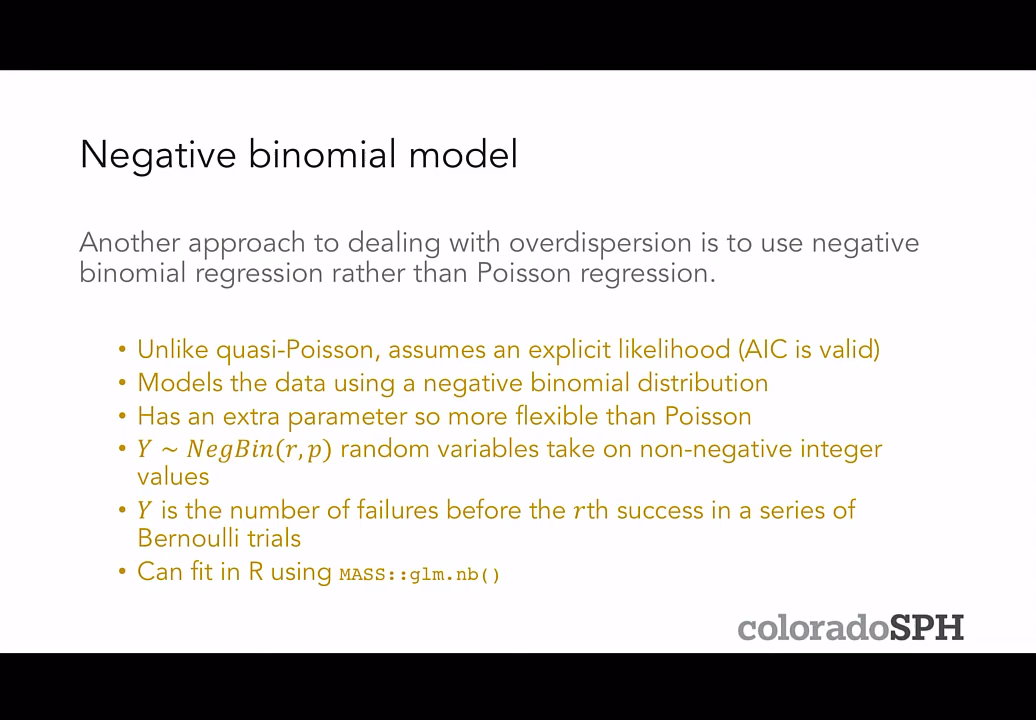 Negative binomial model
Another approach to dealing with overdispersion is to use negative
binomial regression rather than Poisson regression.
• Unlike quasi-Poisson, assumes an explicit likelihood (AIC is valid)
• Models the data using a negative binomial distribution
• Has an extra parameter so more flexible than Poisson
• Y ~ NegBin(r, p) random variables take on non-negative integer
values
• Y is the number of failures before the rth success in a series of
Bernoulli trials
• Can fit in R using MASS::glm.nb()
coloradoSPH